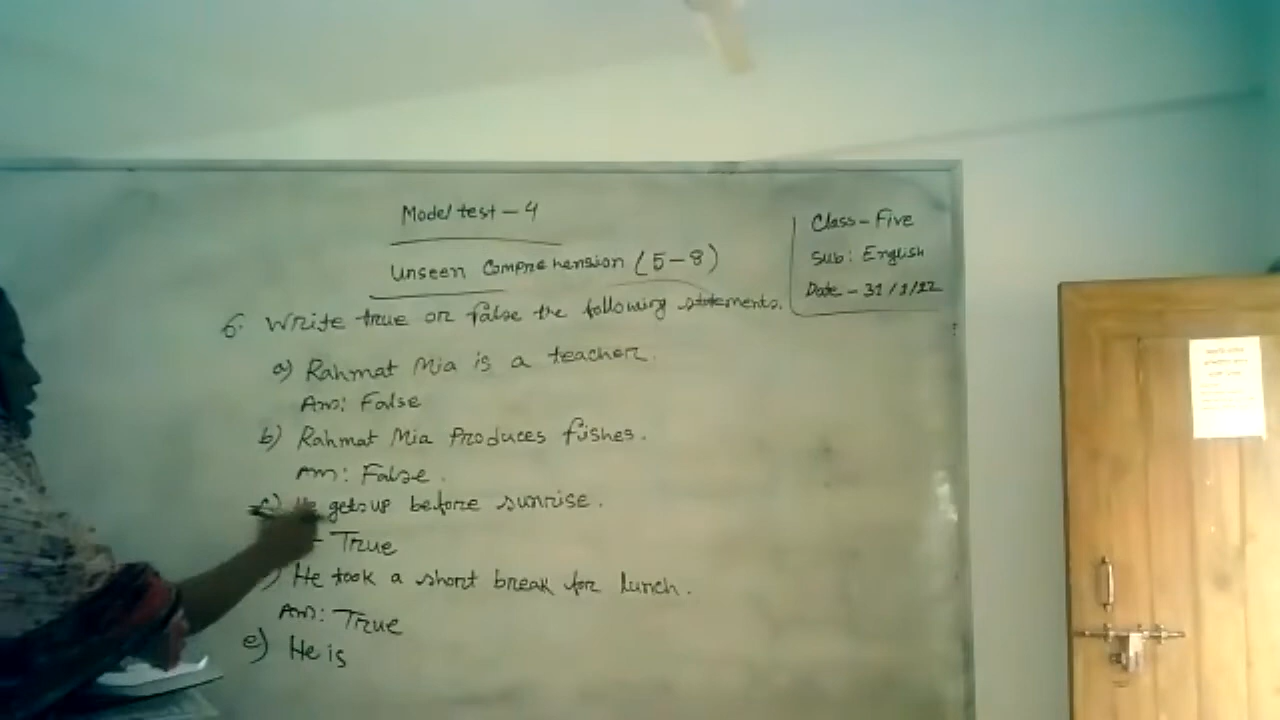 Model test - 4
Unseen Comprehension (5-8)
Class - Five
Sub: English
Date - 31/1/22
6. Write true or false the following statements.
a) Rahmat Mia is a teacher.
Ans: False
b) Rahmat Mia Produces fishes.
Ans: False.
c) He gets up before sunrise.
- True
) He took a short break for lunch.
Ans: True
e) He is